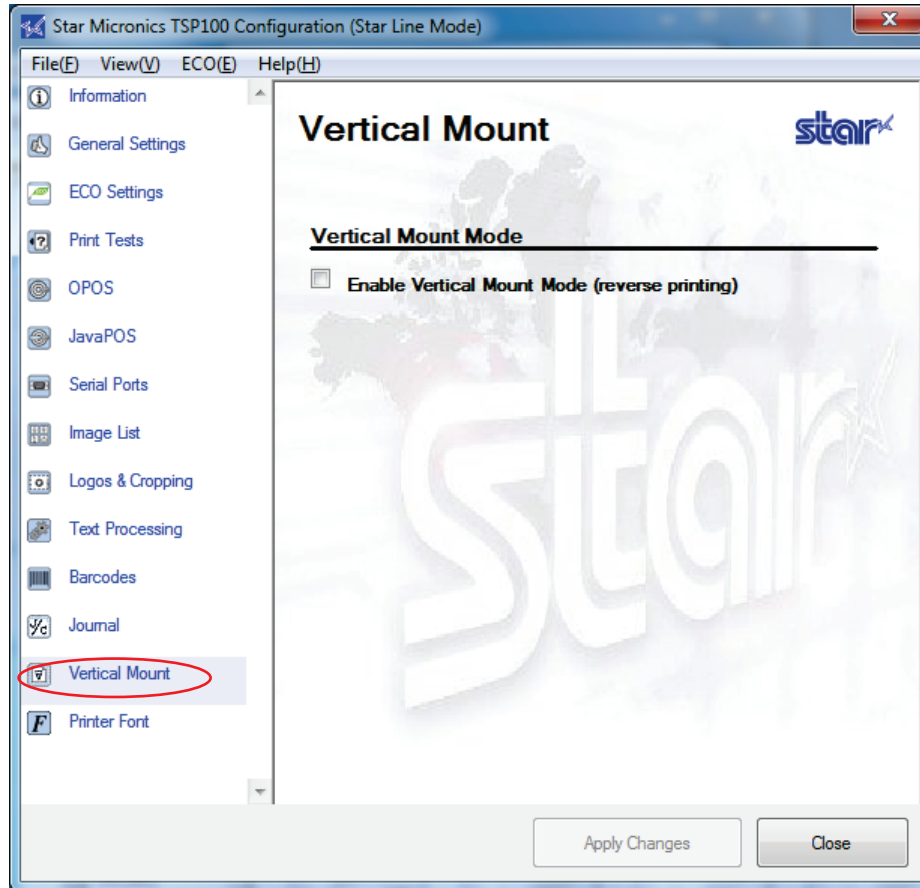 Star Micronics TSP100 Configuration (Star Line Mode)
File(F) View(V) ECO(E) Help(H)
Information
General Settings
ECO Settings
Print Tests
OPOS
JavaPOS
Serial Ports
Image List
Logos & Cropping
Text Processing
Barcodes
Journal
Vertical Mount
Printer Font
Vertical Mount
star
Vertical Mount Mode
Enable Vertical Mount Mode (reverse printing)
star
Apply Changes
Close